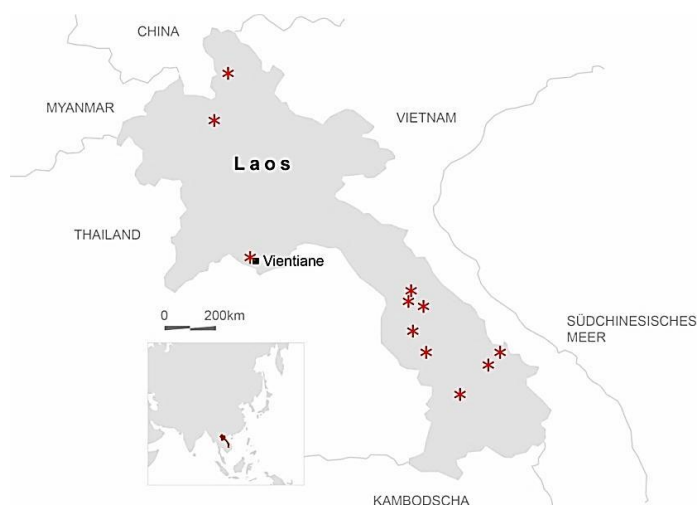 CHINA
MYANMAR
VIETNAM
Laos
THAILAND
Vientiane
0 200km
SÜDCHINESISCHES
MEER
KAMBODSCHA